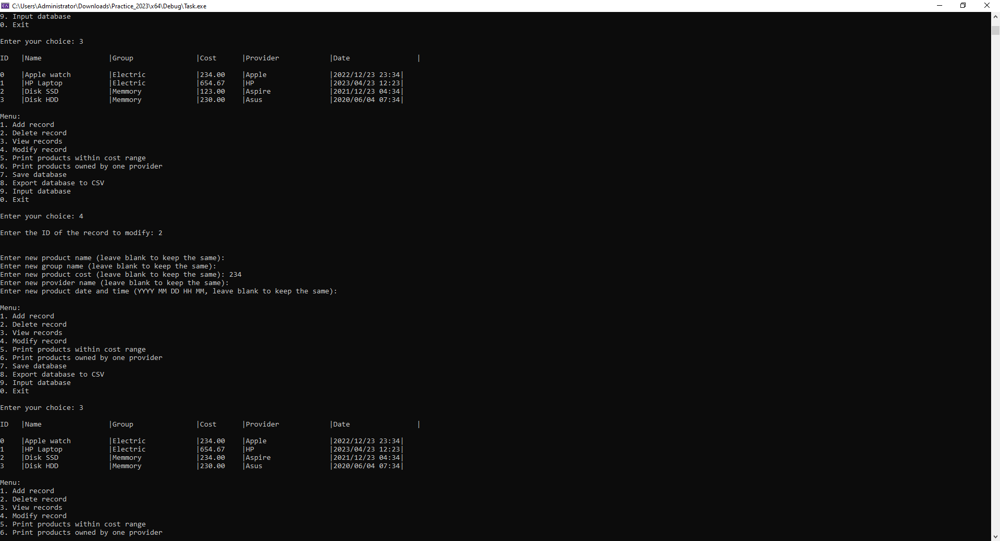 C:\Users\Administrator\Downloads\Practice_2023\x64\Debug\Task.exe
9. Input database
0. Exit
Enter your choice: 3
ID   |Name                |Group               |Cost      |Provider            |Date                |
0    |Apple watch         |Electric            |234.00    |Apple               |2022/12/23 23:34|
1    |HP Laptop           |Electric            |654.67    |HP                  |2023/04/23 12:23|
2    |Disk SSD            |Memmory             |123.00    |Aspire              |2021/12/23 04:34|
3    |Disk HDD            |Memmory             |230.00    |Asus                |2020/06/04 07:34|
Menu:
1. Add record
2. Delete record
3. View records
4. Modify record
5. Print products within cost range
6. Print products owned by one provider
7. Save database
8. Export database to CSV
9. Input database
0. Exit
Enter your choice: 4
Enter the ID of the record to modify: 2
Enter new product name (leave blank to keep the same):
Enter new group name (leave blank to keep the same):
Enter new product cost (leave blank to keep the same): 234
Enter new provider name (leave blank to keep the same):
Enter new product date and time (YYYY MM DD HH MM, leave blank to keep the same):
Menu:
1. Add record
2. Delete record
3. View records
4. Modify record
5. Print products within cost range
6. Print products owned by one provider
7. Save database
8. Export database to CSV
9. Input database
0. Exit
Enter your choice: 3
ID   |Name                |Group               |Cost      |Provider            |Date                |
0    |Apple watch         |Electric            |234.00    |Apple               |2022/12/23 23:34|
1    |HP Laptop           |Electric            |654.67    |HP                  |2023/04/23 12:23|
2    |Disk SSD            |Memmory             |234.00    |Aspire              |2021/12/23 04:34|
3    |Disk HDD            |Memmory             |230.00    |Asus                |2020/06/04 07:34|
Menu:
1. Add record
2. Delete record
3. View records
4. Modify record
5. Print products within cost range
6. Print products owned by one provider